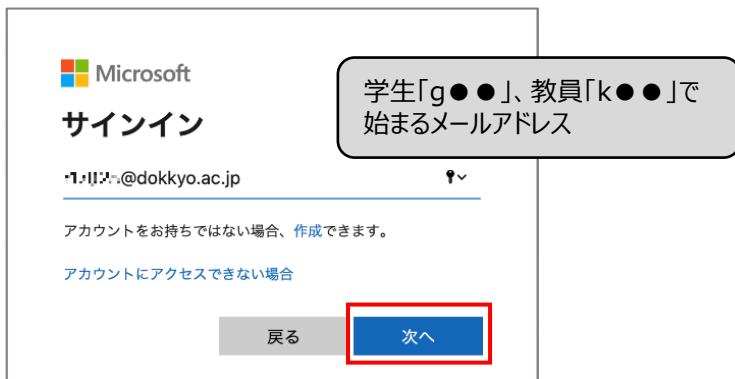 Microsoft
学生「g●●」、教員「k●●」で
始まるメールアドレス
サインイン
@dokkyo.ac.jp
アカウントをお持ちではない場合、作成できます。
アカウントにアクセスできない場合
戻る
次へ